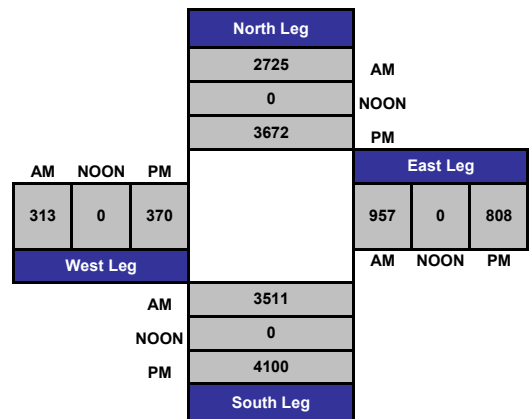 North Leg
2725 AM
0 NOON
3672 PM
AM NOON PM
East Leg
313 0 370
957 0 808
West Leg
AM NOON PM
AM 3511
NOON 0
PM 4100
South Leg